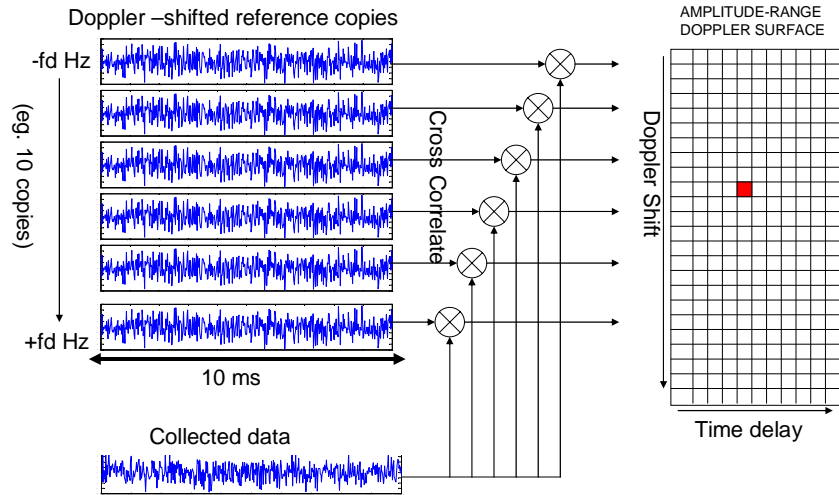 Doppler –shifted reference copies
-fd Hz
(eg. 10 copies)
+fd Hz
10 ms
Collected data
Cross Correlate
AMPLITUDE-RANGE
DOPPLER SURFACE
Doppler Shift
Time delay